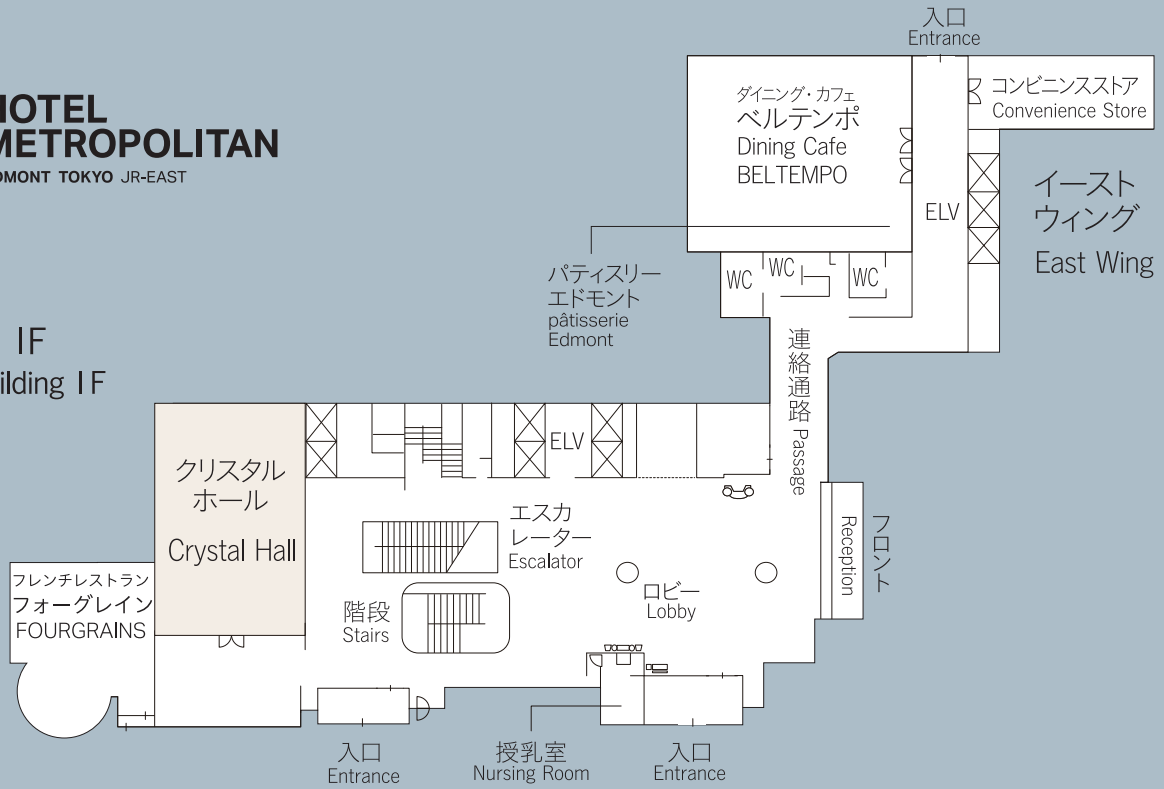 HOTEL
METROPOLITAN
DMONT TOKYO JR-EAST
1F
ilding 1F
入口
Entrance
コンビニンスストア
Convenience Store
ダイニング・カフェ
ベルテンポ
Dining Cafe
BELTEMPO
ELV
イースト
ウィング
East Wing
パティスリー
エドモント
pâtisserie
Edmont
WC
WC
WC
連絡通路 Passage
クリスタル
ホール
Crystal Hall
ELV
エスカ
レーター
Escalator
フロント
Reception
フレンチレストラン
フォーグレイン
FOURGRAINS
階段
Stairs
ロビー
Lobby
入口
Entrance
授乳室
Nursing Room
入口
Entrance